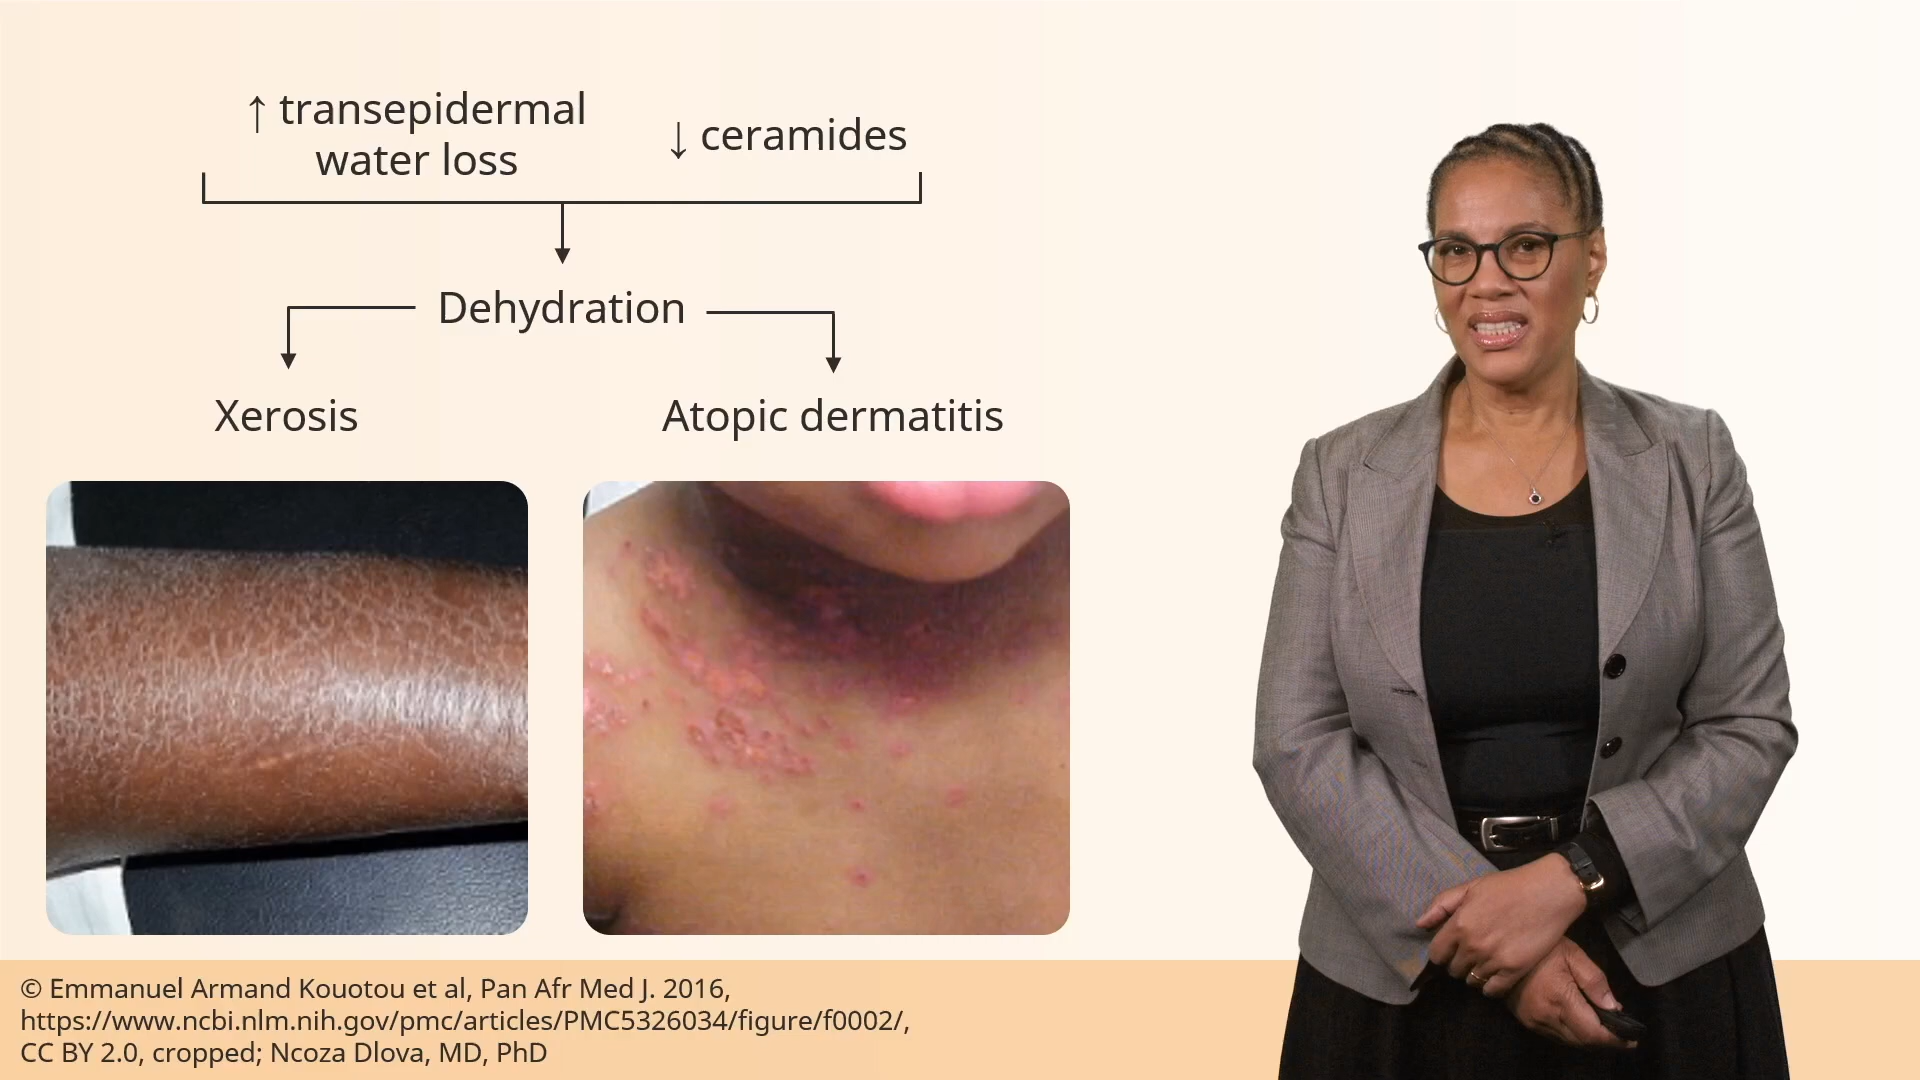 ↑ transepidermal
water loss
↓ ceramides
Dehydration
Xerosis
Atopic dermatitis
© Emmanuel Armand Kouotou et al, Pan Afr Med J. 2016,
https://www.ncbi.nlm.nih.gov/pmc/articles/PMC5326034/figure/f0002/,
CC BY 2.0, cropped; Ncoza Dlova, MD, PhD